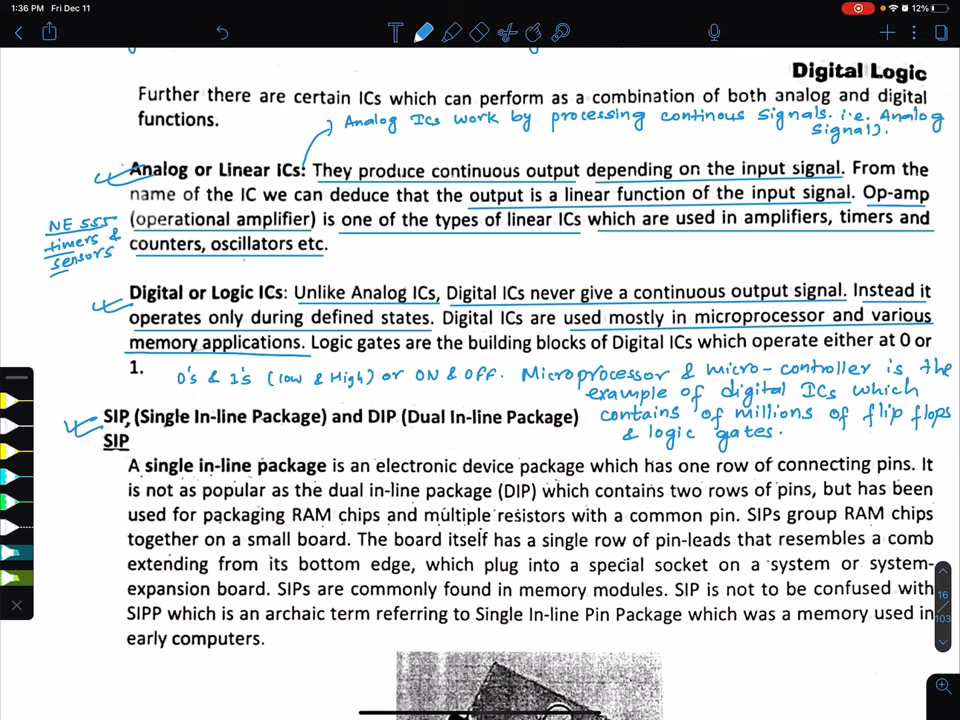 1:36 PM Fri Dec 11
12%
Digital Logic
Further there are certain ICs which can perform as a combination of both analog and digital
functions.
Analog ICs work by processing continous signals. i.e. Analog
signal).
Analog or Linear ICs: They produce continuous output depending on the input signal. From the
name of the IC we can deduce that the output is a linear function of the input signal. Op-amp
(operational amplifier) is one of the types of linear ICs which are used in amplifiers, timers and
counters, oscillators etc.
NE 555
timers &
sensors
Digital or Logic ICs: Unlike Analog ICs, Digital ICs never give a continuous output signal. Instead it
operates only during defined states. Digital ICs are used mostly in microprocessor and various
memory applications. Logic gates are the building blocks of Digital ICs which operate either at 0 or
1.
0's & 1's (low & High) or ON & OFF. Microprocessor & micro-controller is the
example of digital ICs which
contains of millions of flip flops
& logic gates.
SIP, (Single In-line Package) and DIP (Dual In-line Package)
SIP
A single in-line package is an electronic device package which has one row of connecting pins. It
is not as popular as the dual in-line package (DIP) which contains two rows of pins, but has been
used for packaging RAM chips and multiple resistors with a common pin. SIPs group RAM chips
together on a small board. The board itself has a single row of pin-leads that resembles a comb
extending from its bottom edge, which plug into a special socket on a system or system-
expansion board. SIPs are commonly found in memory modules. SIP is not to be confused with
SIPP which is an archaic term referring to Single In-line Pin Package which was a memory used in
early computers.
16
103